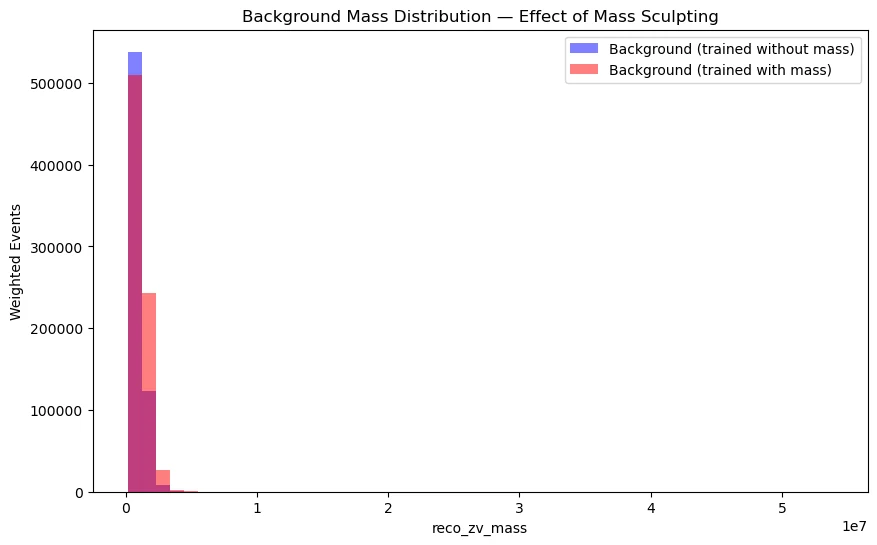 Background Mass Distribution — Effect of Mass Sculpting
Background (trained without mass)
Background (trained with mass)
Weighted Events
500000
400000
300000
200000
100000
0
0 1 2 3 4 5
1e7
reco_zv_mass